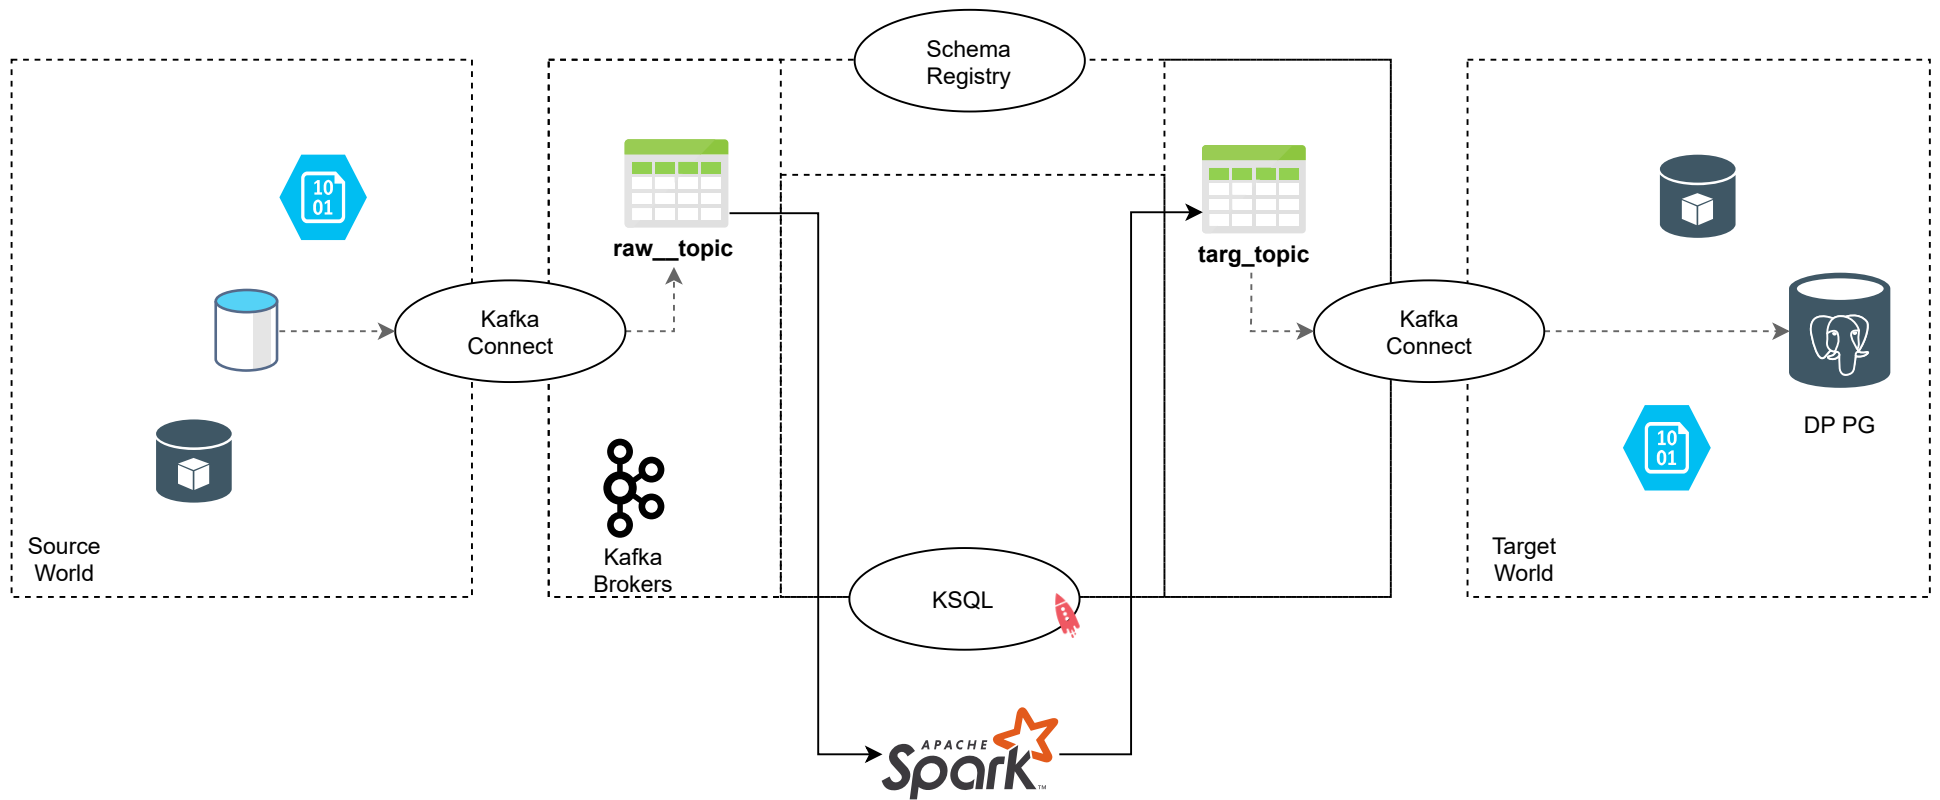 Schema
Registry
10
01
raw__topic
targ_topic
Kafka
Connect
Kafka
Connect
10
01
DP PG
Source
World
Kafka
Brokers
KSQL
Target
World
APACHE
Spark
TM